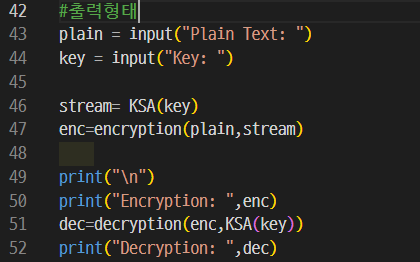 42 #출력형태
43 plain = input("Plain Text: ")
44 key = input("Key: ")
45
46 stream= KSA(key)
47 enc=encryption(plain,stream)
48
49 print("\n")
50 print("Encryption: ",enc)
51 dec=decryption(enc,KSA(key))
52 print("Decryption: ",dec)